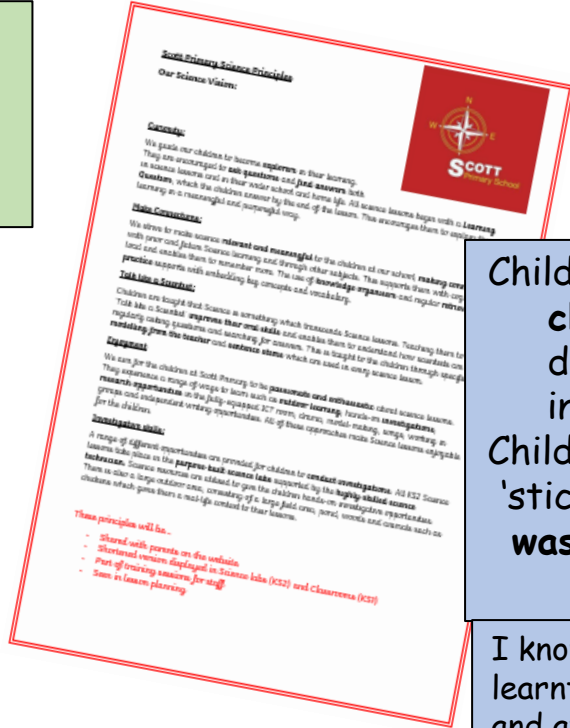 Scott Primary Science Principles
Our Science Vision:
N
W
E
SCOTT
Primary School
Curiosity:
We guide our children to become explorers in their learning.
They are encouraged to ask questions and find answers both
in science lessons and in their wider school and home life. All science lessons begin with a Learning
Question, which the children answer by the end of the lesson. This encourages them to explore
learning in a meaningful and purposeful way.
Make Connections:
We strive to make science relevant and meaningful to the children at our school, making
with prior and future Science learning and through other subjects. This supports them with
load and enables them to remember more. The use of knowledge organisers and regular
practice supports with embedding key concepts and vocabulary.
Talk like a Scientist:
Children are taught that Science is something which transcends Science lessons. Teaching them to
Talk like a Scientist improves their oral skills and enables them to understand how scientists are
regularly asking questions and searching for answers. This is taught to the children through
modelling from the teacher and sentence stems which are used in every science lesson.
Enjoyment
We aim for the children at Scott Primary to be passionate and enthusiastic about science lessons.
They experience a range of ways to learn such as outdoor learning, hands-on investigations,
research opportunities in the fully-equipped ICT room, drama, model-making, songs, working in
groups and independent writing opportunities. All of these approaches make Science lessons enjoyable
for the children.
Investigative skills:
A range of different opportunities are provided for children to conduct investigations. All KS2 Science
lessons take place in the purpose-built science lab supported by the highly skilled science
technician. Science resources are utilised to give the children hands-on investigative opportunities.
There is also a large outdoor area, consisting of a large field area, pond, woods and animals such as
chickens which gives them a real-life context to their lessons.
These principles will be...
- Shared with parents on the website
- Shortened version displayed in Science labs (KS2) and Classrooms (KS1)
- Part of training sessions for staff
- Seen in lesson planning
Child
c
d
in
Child
'stic
was
I kno
learn
and a